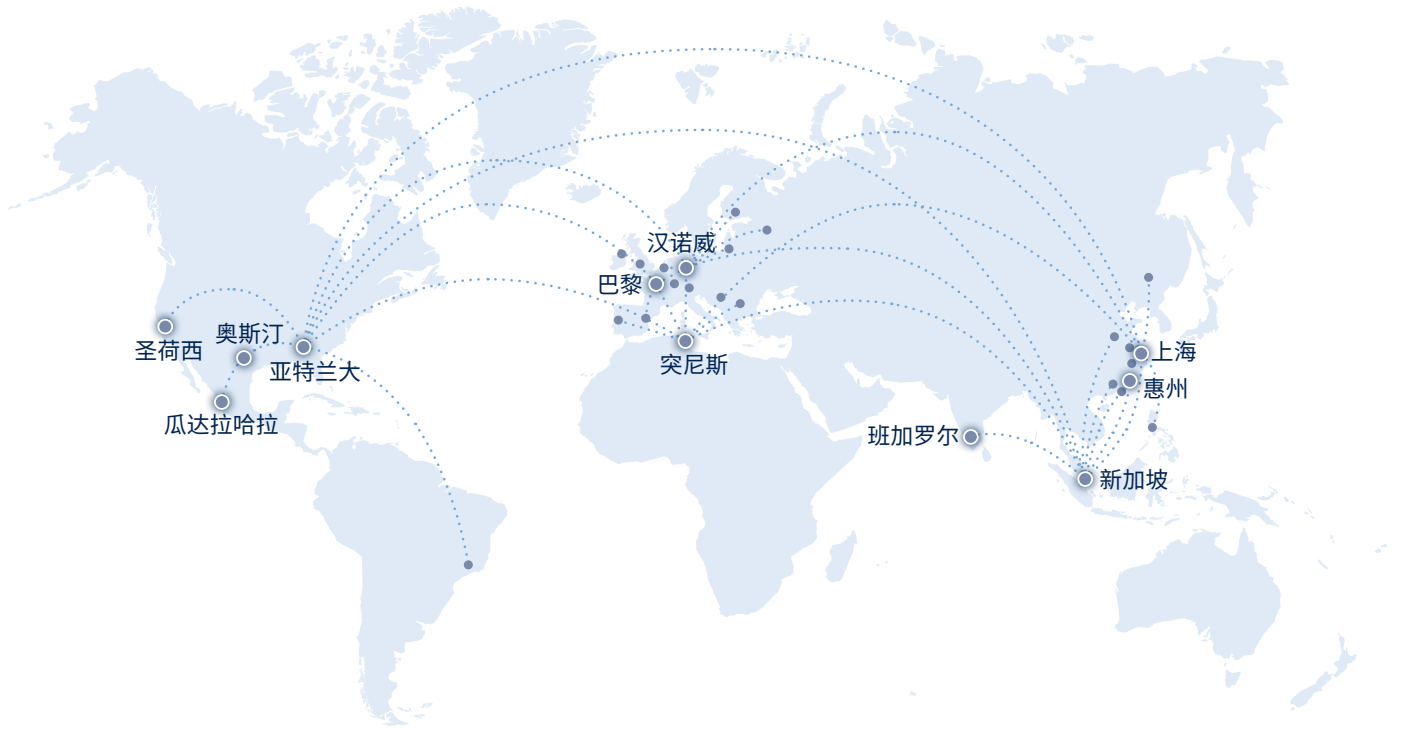 汉诺威
巴黎
奥斯汀
圣荷西
上海
突尼斯
亚特兰大
惠州
瓜达拉哈拉
班加罗尔
新加坡